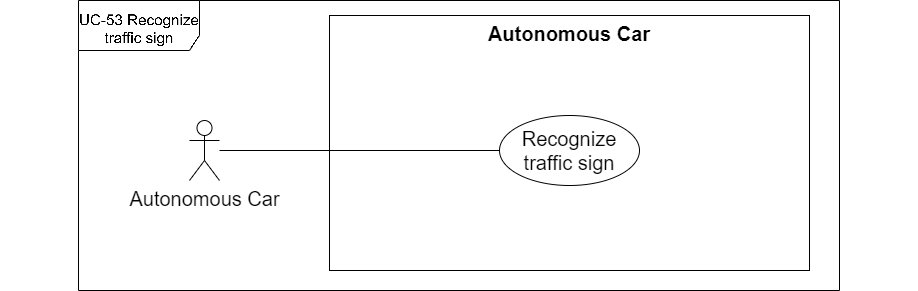 UC-53 Recognize
traffic sign
Autonomous Car
Recognize
traffic sign
Autonomous Car